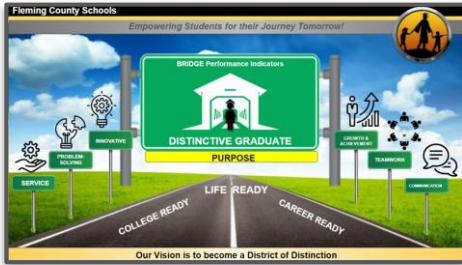 Fleming County Schools
Empowering Students for their Journey Tomorrow!
BRIDGE Performance Indicators
DISTINCTIVE GRADUATE
PURPOSE
INNOVATIVE
PROBLEM-
SOLVING
SERVICE
GROWTH &
ACHIEVEMENT
TEAMWORK
COMMUNICATION
LIFE READY
COLLEGE READY
CAREER READY
Our Vision is to become a District of Distinction